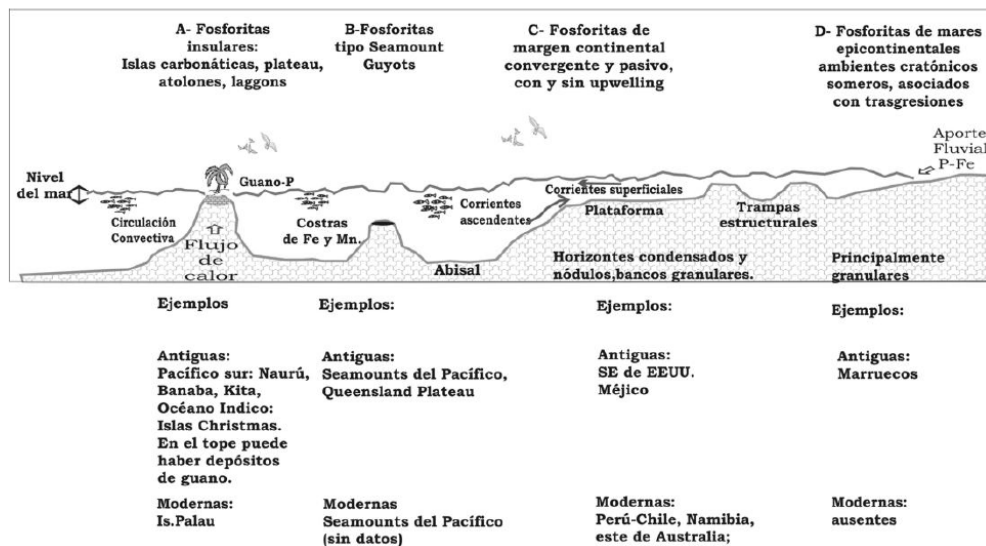 A- Fosforitas
insulares:
Islas carbonáticas, plateau,
atolones, laggons
B-Fosforitas
tipo Seamount
Guyots
C- Fosforitas de
margen continental
convergente y pasivo,
con y sin upwelling
D- Fosforitas de mares
epicontinentales
ambientes cratónicos
someros, asociados
con trasgresiones
Aporte
Fluvial
P-Fe
Nivel
del mar
Guano-P
Circulación
Convectiva
Flujo
de
calor
Costras
de Fe y Mn.
Abisal
Corrientes
ascendentes
Corrientes superficiales
Plataforma
Trampas
estructurales
Horizontes condensados y
nódulos,bancos granulares.
Principalmente
granulares
Ejemplos
Antiguas:
Pacífico sur: Naurú,
Banaba, Kita,
Océano Indico:
Islas Christmas.
En el tope puede
haber depósitos
de guano.
Modernas:
Is.Palau
Ejemplos:
Antiguas:
Seamounts del Pacífico,
Queensland Plateau
Modernas
Seamounts del Pacífico
(sin datos)
Ejemplos:
Antiguas:
SE de EEUU.
Méjico
Modernas:
Perú-Chile, Namibia,
este de Australia;
Ejemplos:
Antiguas:
Marruecos
Modernas:
ausentes